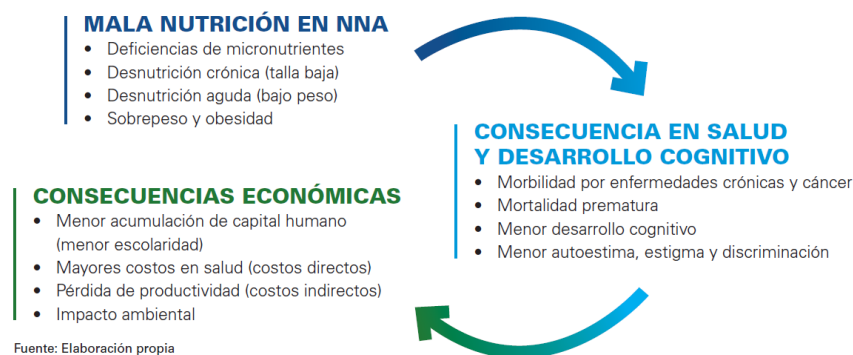 MALA NUTRICIÓN EN NNA
• Deficiencias de micronutrientes
• Desnutrición crónica (talla baja)
• Desnutrición aguda (bajo peso)
• Sobrepeso y obesidad
CONSECUENCIA EN SALUD
Y DESARROLLO COGNITIVO
• Morbilidad por enfermedades crónicas y cáncer
• Mortalidad prematura
• Menor desarrollo cognitivo
• Menor autoestima, estigma y discriminación
CONSECUENCIAS ECONÓMICAS
• Menor acumulación de capital humano
(menor escolaridad)
• Mayores costos en salud (costos directos)
• Pérdida de productividad (costos indirectos)
• Impacto ambiental
Fuente: Elaboración propia